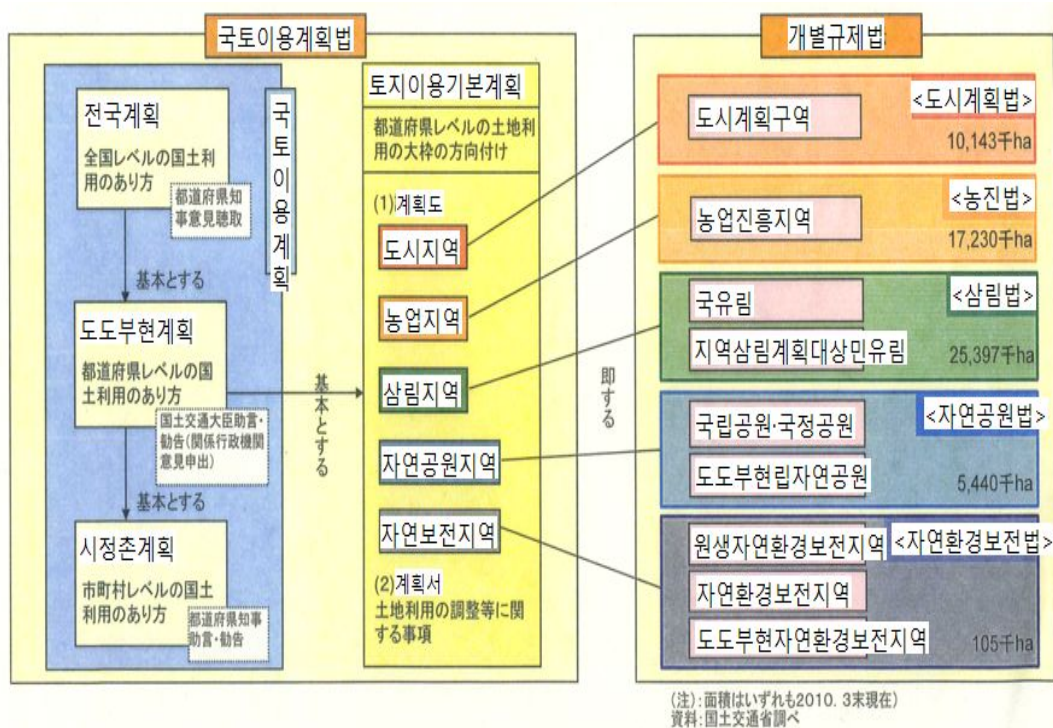 국토이용계획법
국토이용계획
전국계획
全国レベルの国土利
用のあり方
都道府県知
事意見聴取
基本とする
도도부현계획
都道府県レベルの国
土利用のあり方
国土交通大臣助言・
勧告(関係行政機関
意見申出)
基本とする
시정촌계획
市町村レベルの国土
利用のあり方
都道府県知事
助言・勧告
基本とする
토지이용기본계획
都道府県レベルの土地利
用の大枠の方向付け
(1)계획도
도시지역
농업지역
삼림지역
자연공원지역
자연보전지역
(2)계획서
土地利用の調整等に関
する事項
即する
개별규제법
<도시계획법>
도시계획구역
10,143千ha
<농진법>
농업진흥지역
17,230千ha
<삼림법>
국유림
지역삼림계획대상민유림
25,397千ha
<자연공원법>
국립공원·국정공원
도도부현립자연공원
5,440千ha
원생자연환경보전지역
<자연환경보전법>
자연환경보전지역
도도부현자연환경보전지역
105千ha
(注):面積はいずれも2010. 3末現在)
資料:国土交通省調べ